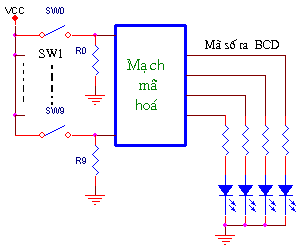 VCC
SW0
R0
SW1
Mạch
mã
hoá
Mã số ra BCD
SW9
R9